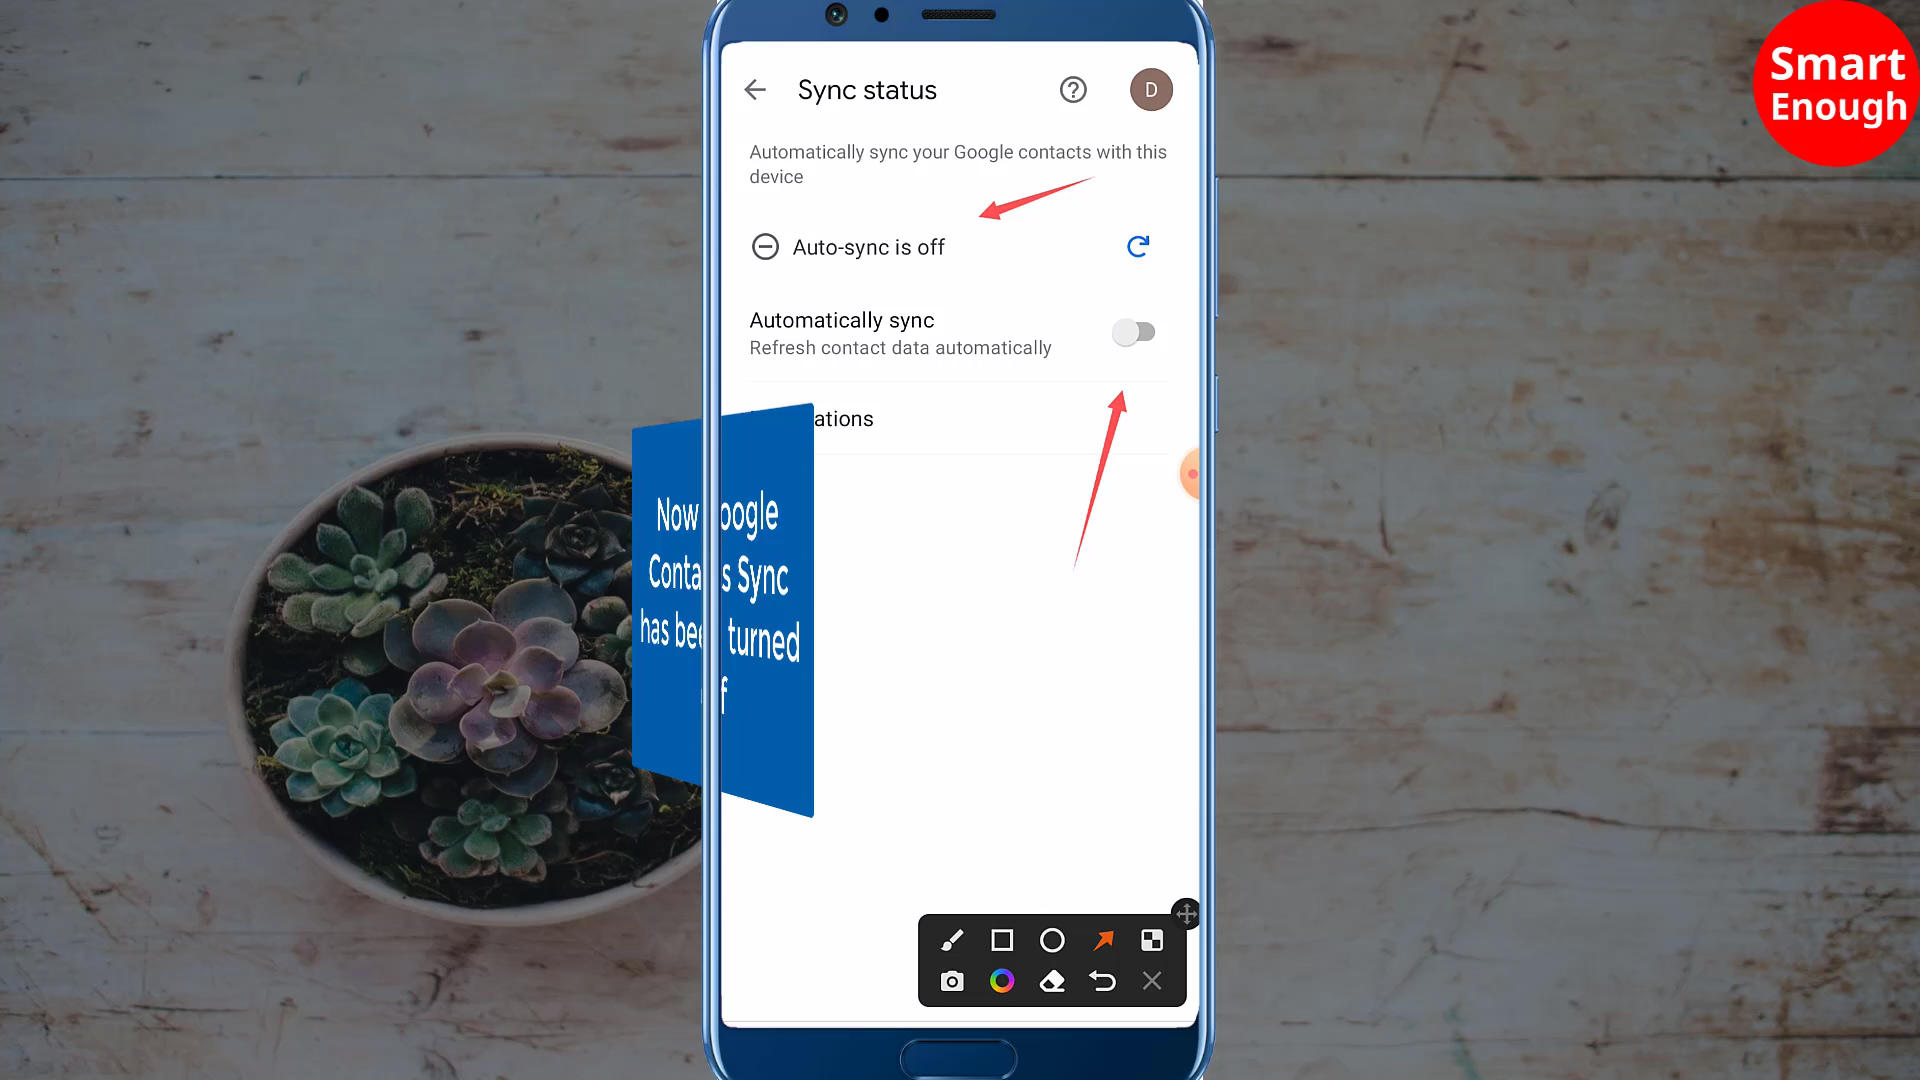 Smart
Enough
Sync status
D
Automatically sync your Google contacts with this
device
Auto-sync is off
Automatically sync
Refresh contact data automatically
ations
Now oogle
Conta s Sync
has bee turned
f